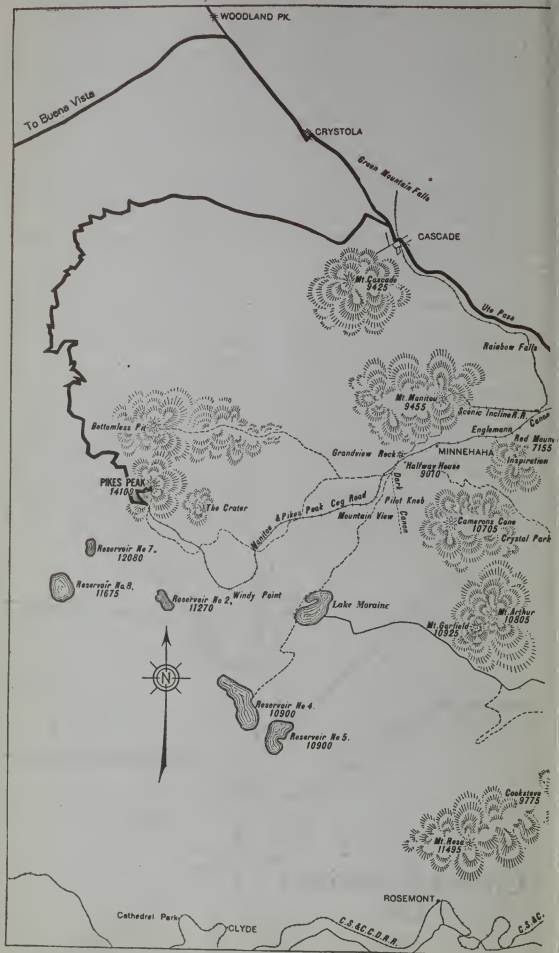 WOODLAND PK.
To Buena Vista
CRYSTOLA
Green Mountain Falls
CASCADE
Mt. Cascade
9425
Ute Pass
Rainbow Falls
Mt. Manitou
9455
Scenic Incline R.R.
Englemann
Canon
Bottomless Pit
Grandview Rock
MINNEHAHA
Red Moun
7155
Inspiration
Halfway House
9010
PIKES PEAK
14109
The Crater
Manitou & Pikes Peak Cog Road
Dark
Canon
Pilot Knob
Mountain View
Camerons Cone
10705
Crystal Park
Reservoir No 7.
12080
Reservoir No. 8.
11675
Reservoir No 2.
11270
Windy Point
Lake Moraine
Mt. Arthur
10805
Mt. Garfield
10925
N
Reservoir No 4.
10900
Reservoir No 5.
10900
Cookstove
9775
Mt. Rosa
11495
ROSEMONT
Cathedral Park
CLYDE
C.S.&C.C.D.R.R.
C.S.&C.